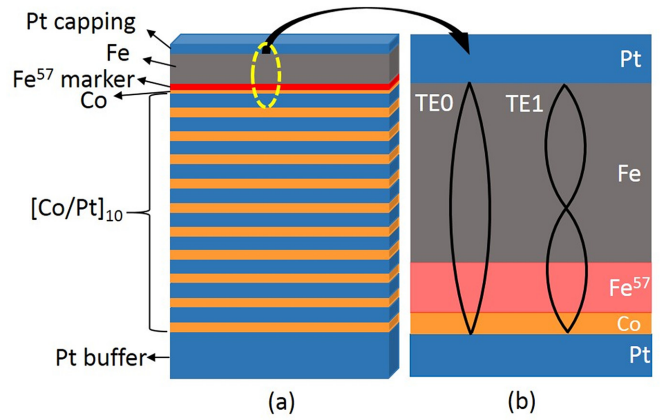 Pt capping
Fe
Fe⁵⁷ marker
Co
[Co/Pt]₁₀
Pt buffer
(a)
Pt
TE0 TE1
Fe
Fe⁵⁷
Co
Pt
(b)